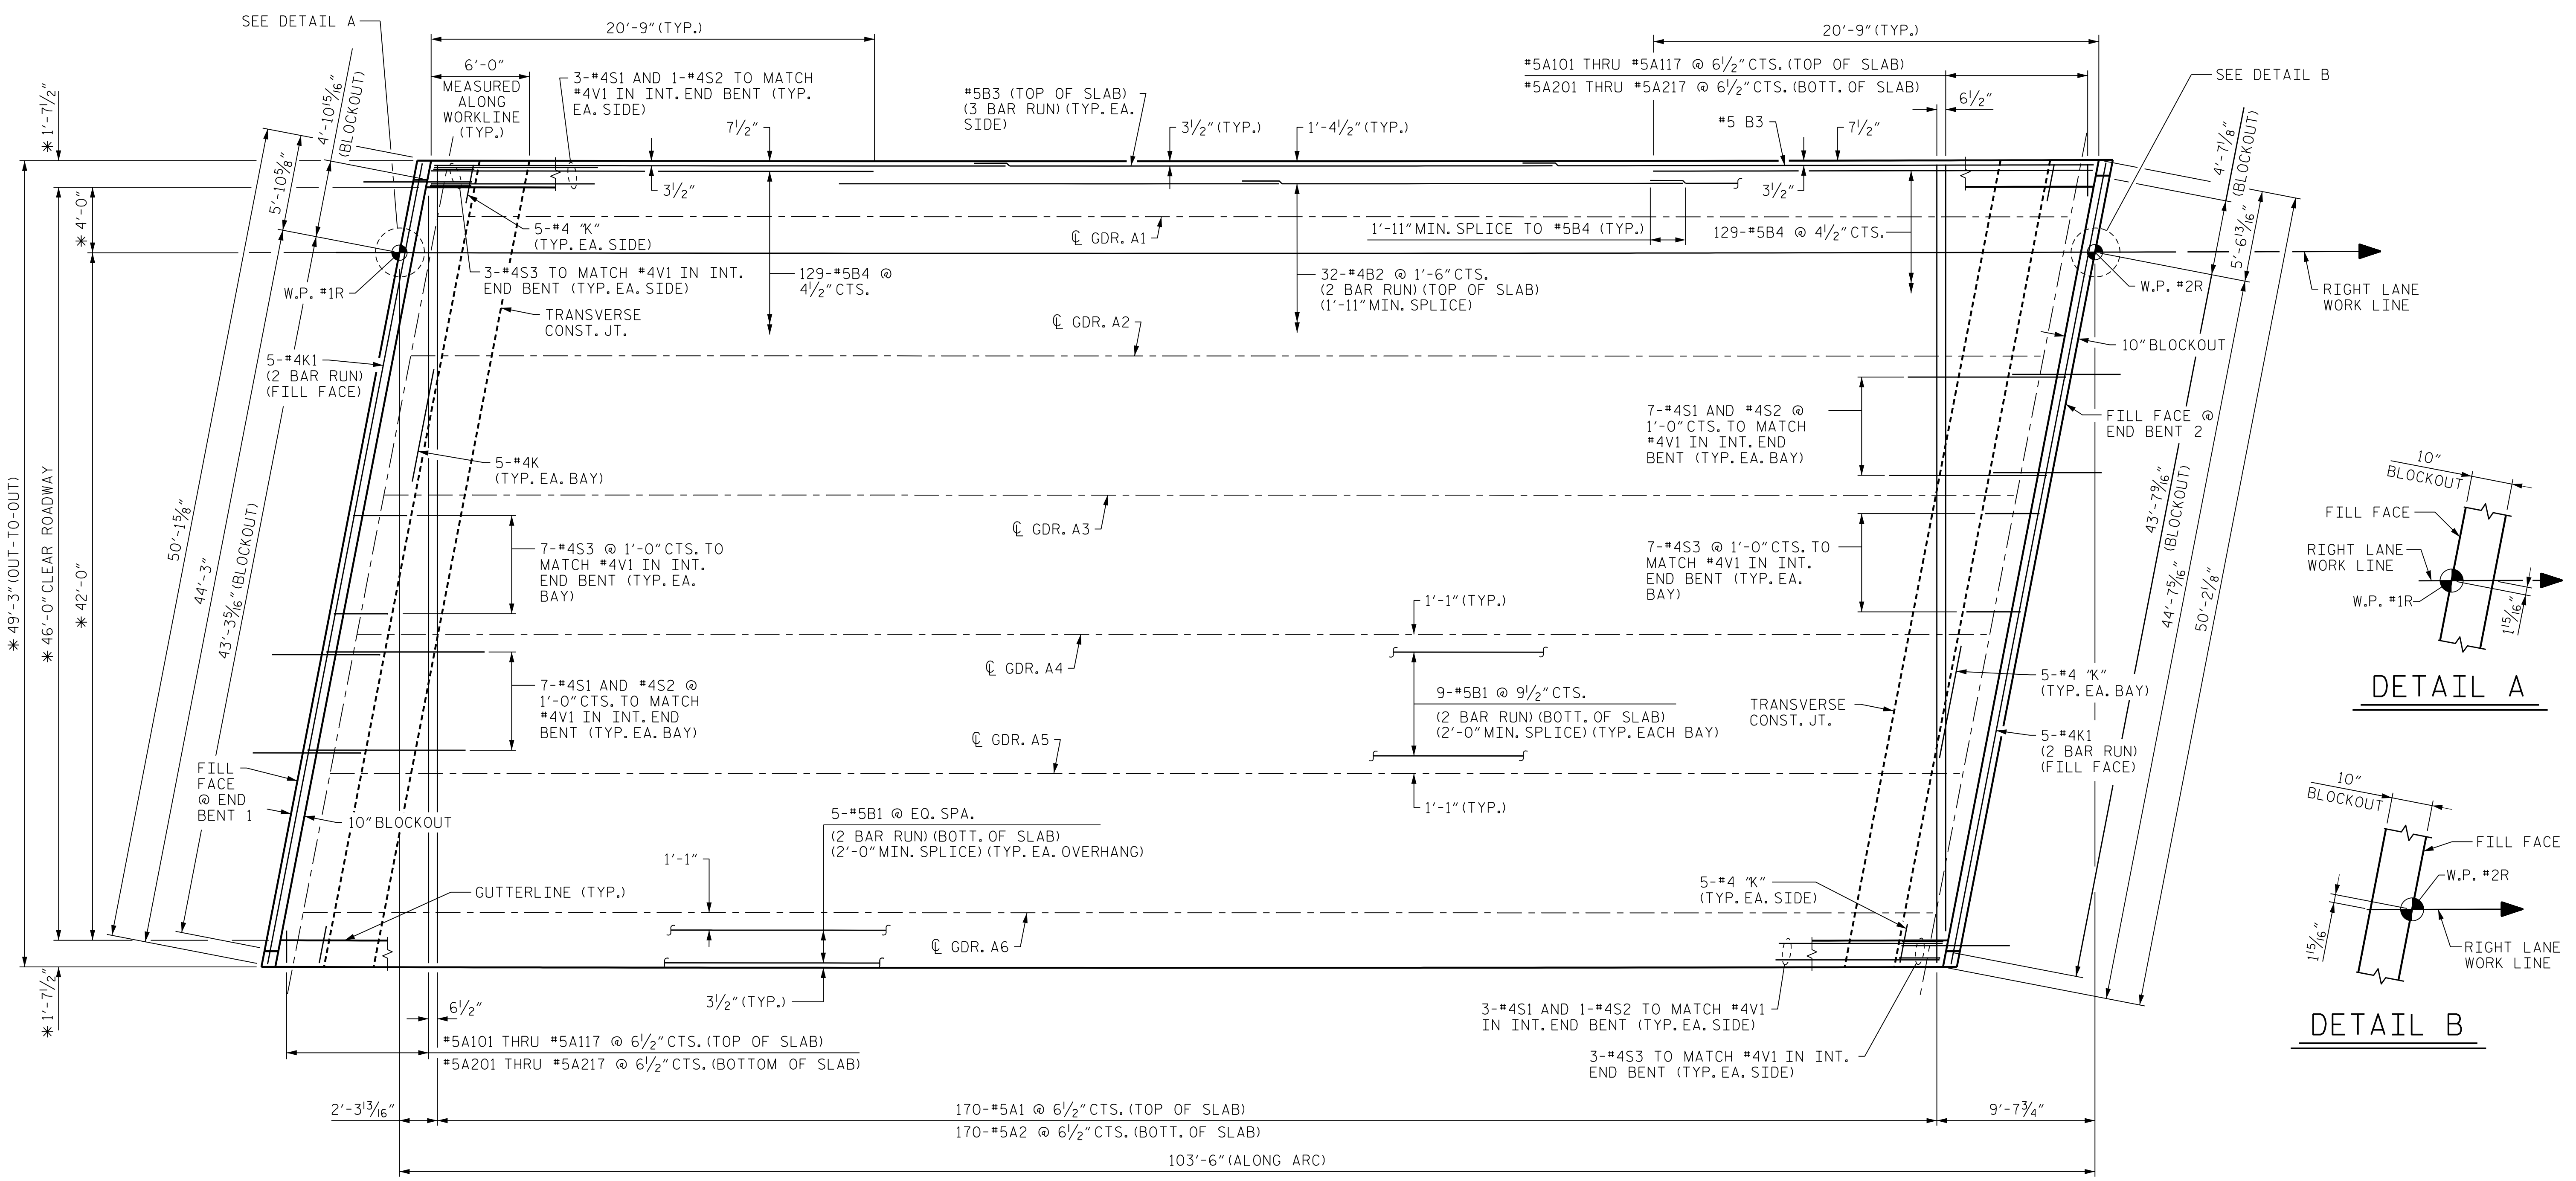 SEE DETAIL A
20'-9" (TYP.)
6'-0"
MEASURED
ALONG
WORKLINE
(TYP.)
3-#4S1 AND 1-#4S2 TO MATCH
#4V1 IN INT. END BENT (TYP.
EA. SIDE)
7½"
#5B3 (TOP OF SLAB)
(3 BAR RUN) (TYP. EA.
SIDE)
3½" (TYP.)
1'-4½" (TYP.)
20'-9" (TYP.)
#5A101 THRU #5A117 @ 6½" CTS. (TOP OF SLAB)
#5A201 THRU #5A217 @ 6½" CTS. (BOTT. OF SLAB)
6½"
#5 B3
7½"
SEE DETAIL B
✳ 1'-7½"
4'-10 15/16"
(BLOCKOUT)
5'-10 5/8"
✳ 4'-0"
3½"
3½"
4'-7 1/8"
(BLOCKOUT)
5'-6 13/16"
5-#4 "K"
(TYP. EA. SIDE)
℄ GDR. A1
1'-11" MIN. SPLICE TO #5B4 (TYP.)
129-#5B4 @ 4½" CTS.
W.P. #1R
3-#4S3 TO MATCH #4V1 IN INT.
END BENT (TYP. EA. SIDE)
129-#5B4 @
4½" CTS.
32-#4B2 @ 1'-6" CTS.
(2 BAR RUN) (TOP OF SLAB)
(1'-11" MIN. SPLICE)
W.P. #2R
RIGHT LANE
WORK LINE
TRANSVERSE
CONST. JT.
℄ GDR. A2
10" BLOCKOUT
5-#4K1
(2 BAR RUN)
(FILL FACE)
7-#4S1 AND #4S2 @
1'-0" CTS. TO MATCH
#4V1 IN INT. END
BENT (TYP. EA. BAY)
FILL FACE @
END BENT 2
5-#4K
(TYP. EA. BAY)
✳ 49'-3" (OUT-TO-OUT)
✳ 46'-0" CLEAR ROADWAY
✳ 42'-0"
50'-1 5/8"
44'-3"
43'-3 5/16" (BLOCKOUT)
℄ GDR. A3
7-#4S3 @ 1'-0" CTS. TO
MATCH #4V1 IN INT.
END BENT (TYP. EA.
BAY)
7-#4S3 @ 1'-0" CTS. TO
MATCH #4V1 IN INT.
END BENT (TYP. EA.
BAY)
43'-7 9/16"
(BLOCKOUT)
44'-7 5/16"
50'-2 1/8"
1'-1" (TYP.)
℄ GDR. A4
7-#4S1 AND #4S2 @
1'-0" CTS. TO MATCH
#4V1 IN INT. END
BENT (TYP. EA. BAY)
9-#5B1 @ 9½" CTS.
(2 BAR RUN) (BOTT. OF SLAB)
(2'-0" MIN. SPLICE) (TYP. EACH BAY)
TRANSVERSE
CONST. JT.
5-#4 "K"
(TYP. EA. BAY)
5-#4K1
(2 BAR RUN)
(FILL FACE)
℄ GDR. A5
FILL
FACE
@ END
BENT 1
10" BLOCKOUT
1'-1" (TYP.)
5-#5B1 @ EQ. SPA.
(2 BAR RUN) (BOTT. OF SLAB)
(2'-0" MIN. SPLICE) (TYP. EA. OVERHANG)
1'-1"
GUTTERLINE (TYP.)
5-#4 "K"
(TYP. EA. SIDE)
℄ GDR. A6
✳ 1'-7½"
6½"
3½" (TYP.)
#5A101 THRU #5A117 @ 6½" CTS. (TOP OF SLAB)
#5A201 THRU #5A217 @ 6½" CTS. (BOTTOM OF SLAB)
3-#4S1 AND 1-#4S2 TO MATCH #4V1
IN INT. END BENT (TYP. EA. SIDE)
3-#4S3 TO MATCH #4V1 IN INT.
END BENT (TYP. EA. SIDE)
2'-3 13/16"
170-#5A1 @ 6½" CTS. (TOP OF SLAB)
170-#5A2 @ 6½" CTS. (BOTT. OF SLAB)
9'-7¾"
103'-6" (ALONG ARC)
10"
BLOCKOUT
FILL FACE
RIGHT LANE
WORK LINE
W.P. #1R
1 15/16"
DETAIL A
10"
BLOCKOUT
FILL FACE
W.P. #2R
1 15/16"
RIGHT LANE
WORK LINE
DETAIL B